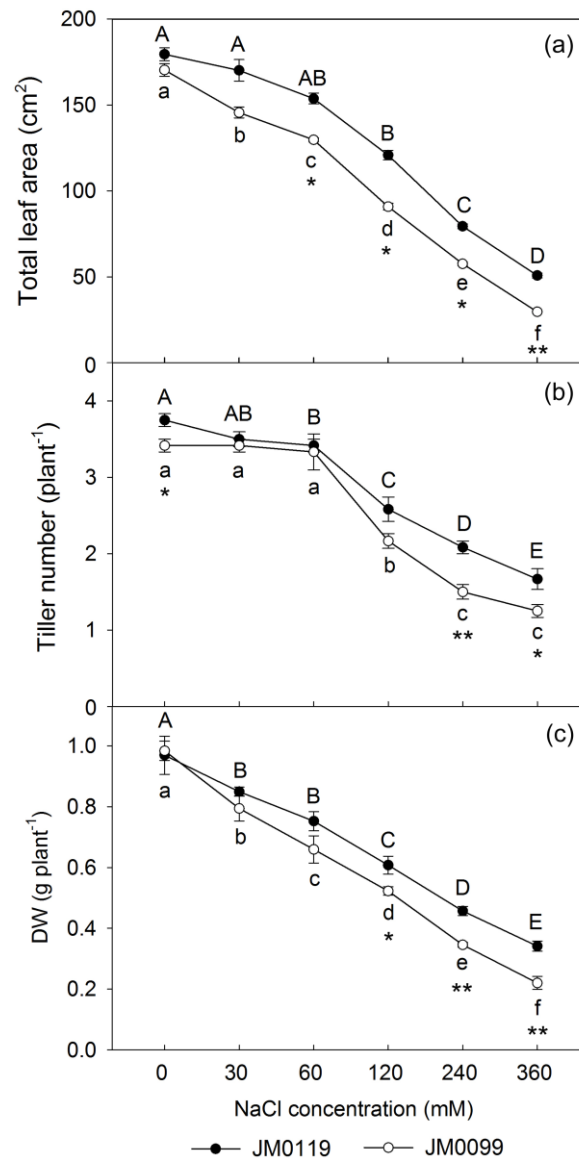 (a)
Total leaf area (cm²)
200
150
100
50
0
A A AB B C D
a b c d e f
* * * **
(b)
Tiller number (plant⁻¹)
4
3
2
1
0
A AB B C D E
a a a b c c
* ** *
(c)
DW (g plant⁻¹)
1.0
0.8
0.6
0.4
0.2
0.0
A B B C D E
a b c d e f
* ** **
0 30 60 120 240 360
NaCl concentration (mM)
JM0119 JM0099